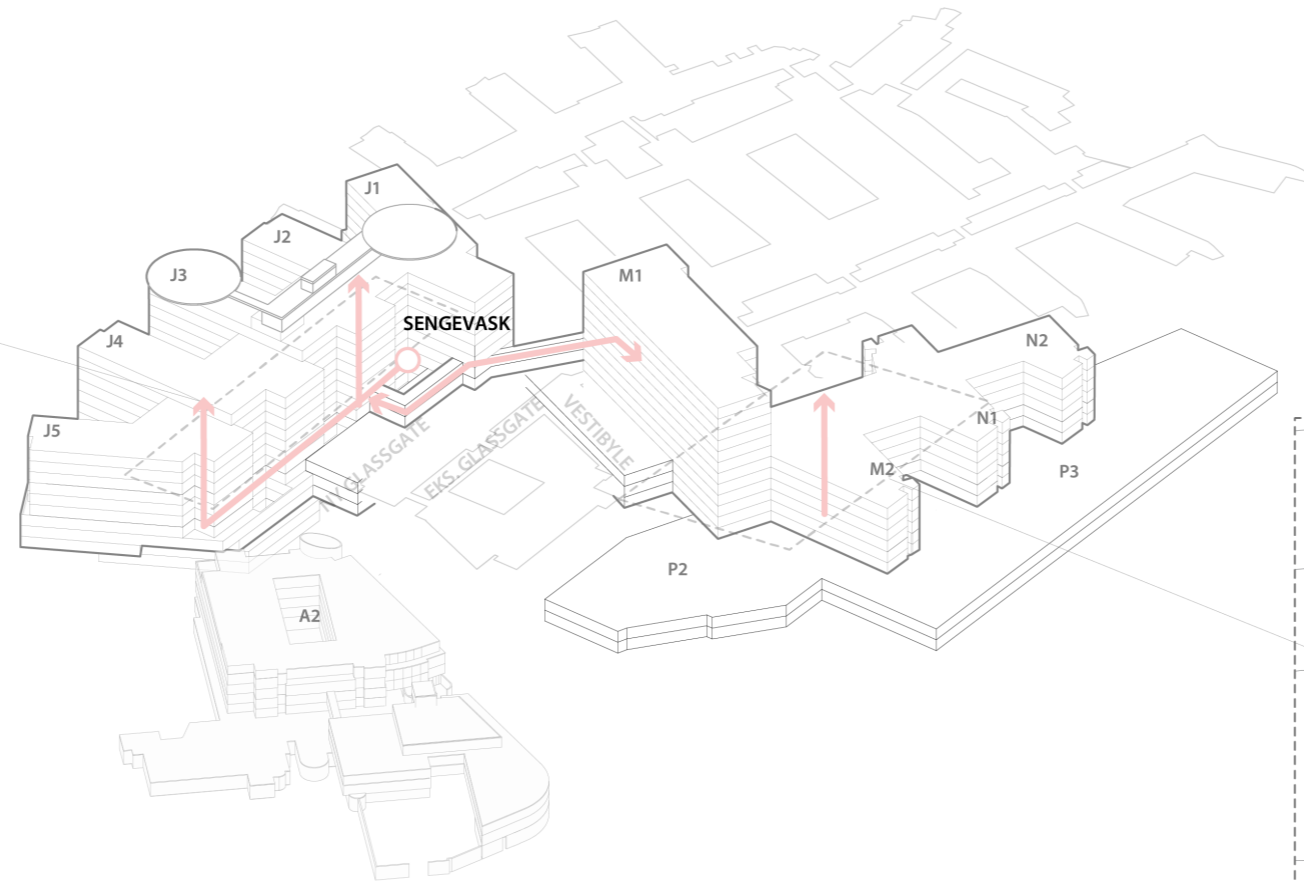 J1
J2
J3
M1
SENGEVASK
J4
N2
VESTIBYLE
EKS. GLASSGATE
NY GLASSGATE
N1
J5
M2
P3
P2
A2